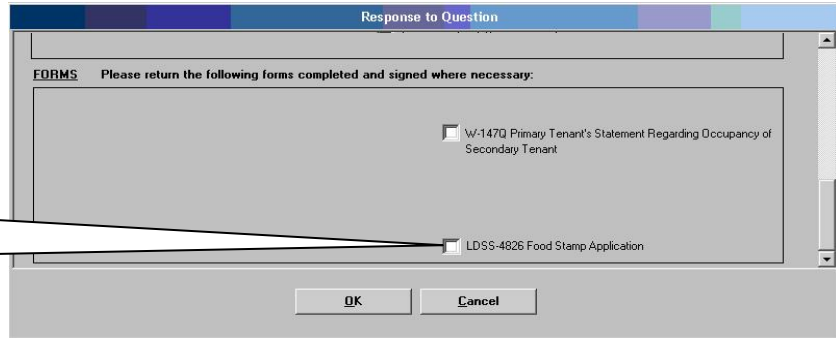 Response to Question
FORMS Please return the following forms completed and signed where necessary:
W-147Q Primary Tenant's Statement Regarding Occupancy of
Secondary Tenant
LDSS-4826 Food Stamp Application
OK Cancel